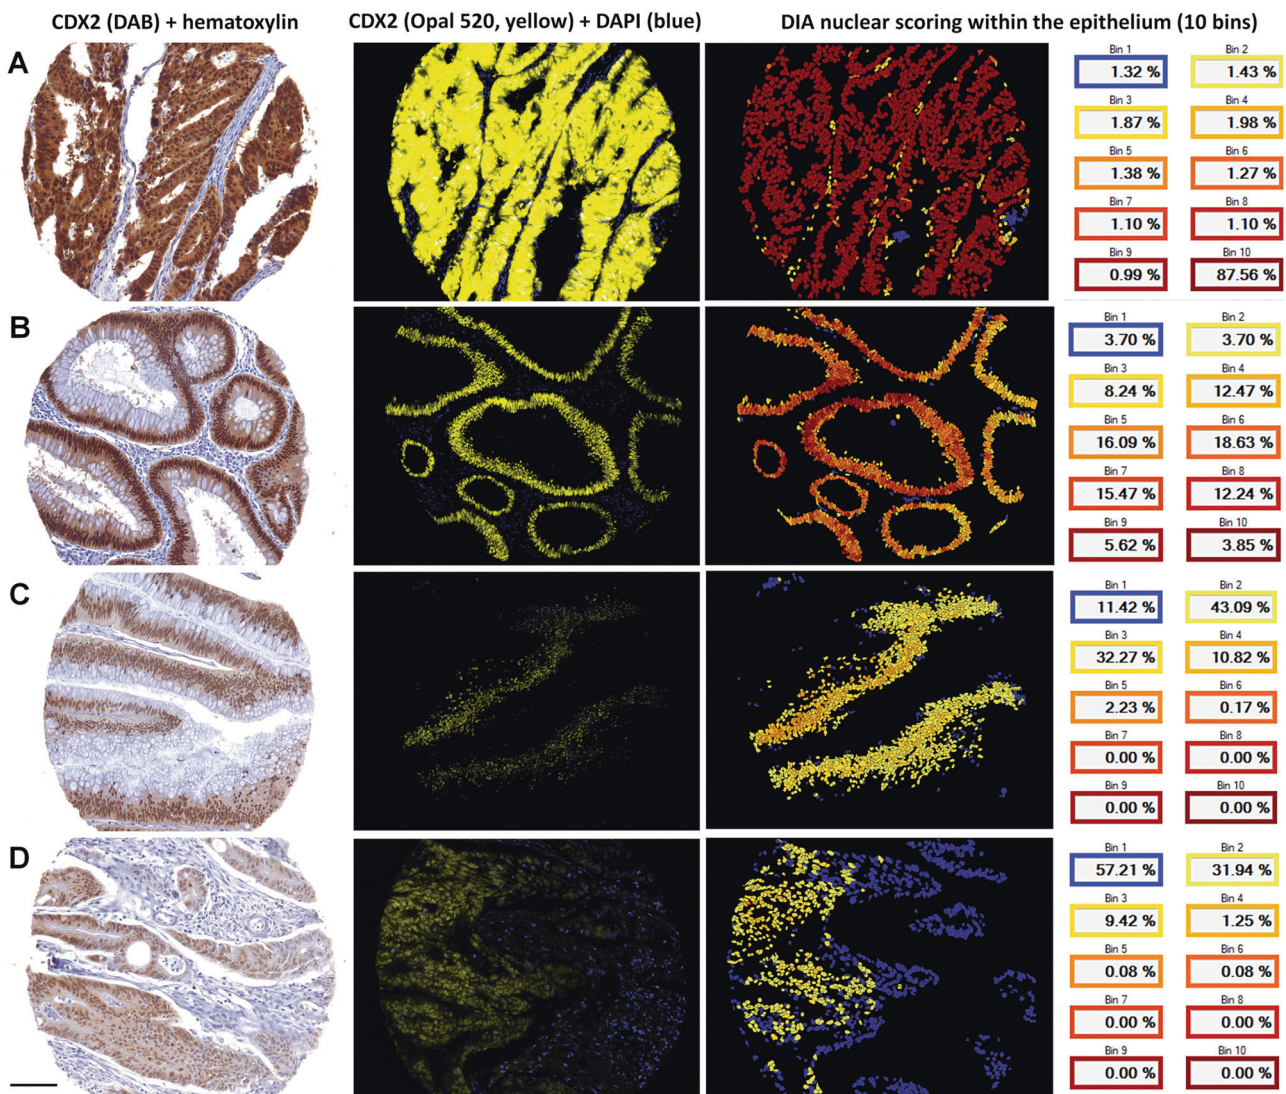 CDX2 (DAB) + hematoxylin CDX2 (Opal 520, yellow) + DAPI (blue) DIA nuclear scoring within the epithelium (10 bins)
A
Bin 1 Bin 2
1.32 % 1.43 %
Bin 3 Bin 4
1.87 % 1.98 %
Bin 5 Bin 6
1.38 % 1.27 %
Bin 7 Bin 8
1.10 % 1.10 %
Bin 9 Bin 10
0.99 % 87.56 %
B
Bin 1 Bin 2
3.70 % 3.70 %
Bin 3 Bin 4
8.24 % 12.47 %
Bin 5 Bin 6
16.09 % 18.63 %
Bin 7 Bin 8
15.47 % 12.24 %
Bin 9 Bin 10
5.62 % 3.85 %
C
Bin 1 Bin 2
11.42 % 43.09 %
Bin 3 Bin 4
32.27 % 10.82 %
Bin 5 Bin 6
2.23 % 0.17 %
Bin 7 Bin 8
0.00 % 0.00 %
Bin 9 Bin 10
0.00 % 0.00 %
D
Bin 1 Bin 2
57.21 % 31.94 %
Bin 3 Bin 4
9.42 % 1.25 %
Bin 5 Bin 6
0.08 % 0.08 %
Bin 7 Bin 8
0.00 % 0.00 %
Bin 9 Bin 10
0.00 % 0.00 %